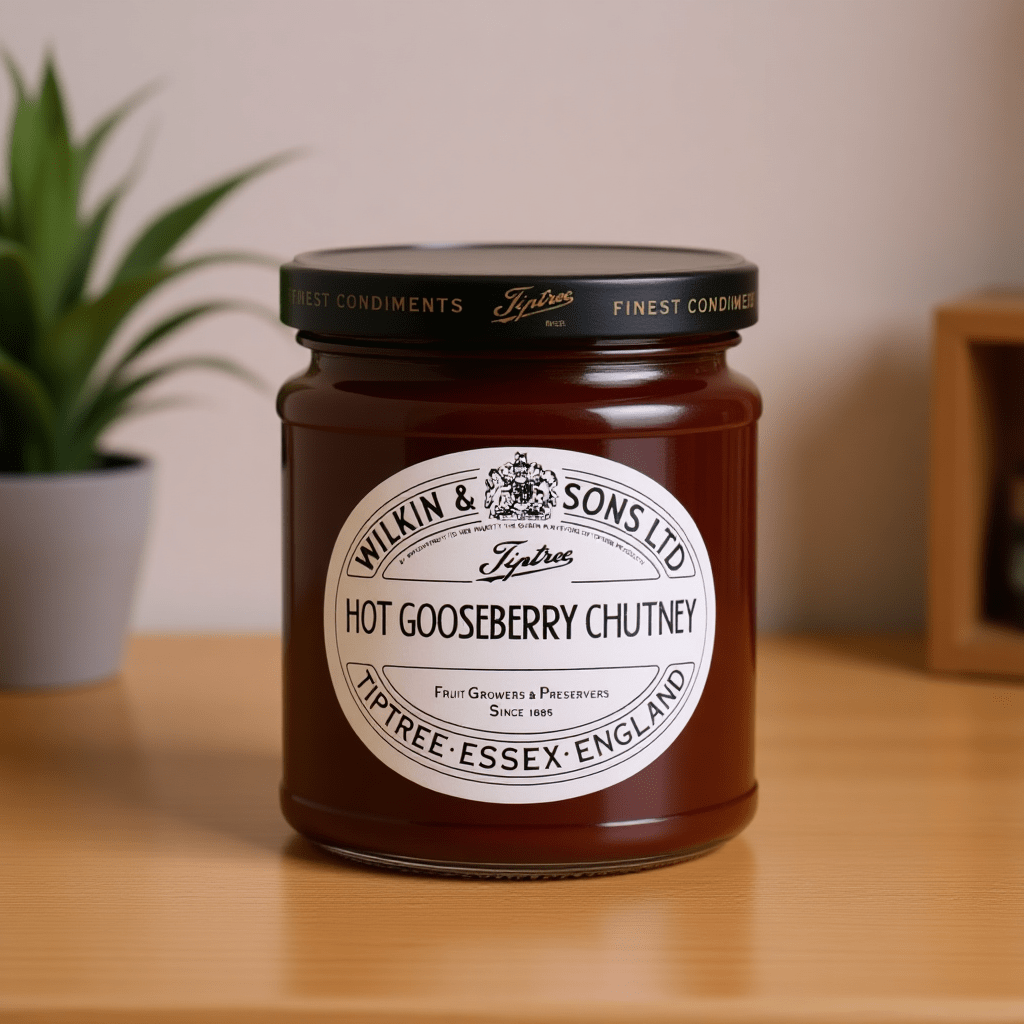 FINEST CONDIMENTS
Tiptree
FINEST CONDIME
WILKIN & SONS LTD
Tiptree
HOT GOOSEBERRY CHUTNEY
FRUIT GROWERS & PRESERVERS
SINCE 1885
TIPTREE · ESSEX · ENGLAND